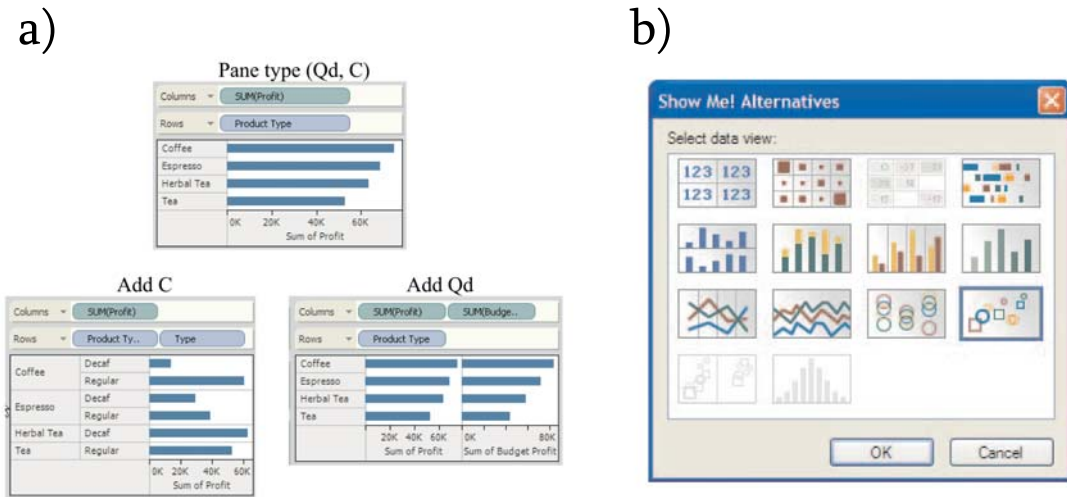 a)
b)
Pane type (Qd, C)
Columns SUM(Profit)
Rows Product Type
Coffee
Espresso
Herbal Tea
Tea
0K 20K 40K 60K
Sum of Profit
Add C
Columns SUM(Profit)
Rows Product Ty.. Type
Coffee Decaf
Regular
Espresso Decaf
Regular
Herbal Tea Decaf
Tea Regular
0K 20K 40K 60K
Sum of Profit
Add Qd
Columns SUM(Profit) SUM(Budge..
Rows Product Type
Coffee
Espresso
Herbal Tea
Tea
20K 40K 60K 0K 80K
Sum of Profit Sum of Budget Profit
Show Me! Alternatives
Select data view:
123 123
123 123
OK Cancel